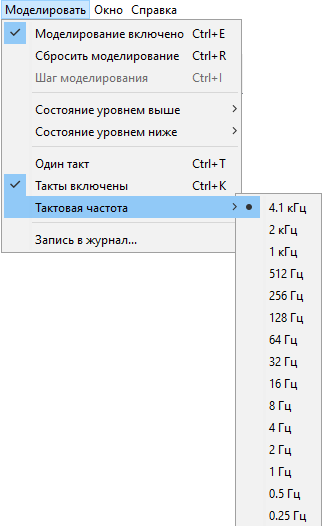 Моделировать Окно Справка
Моделирование включено Ctrl+E
Сбросить моделирование Ctrl+R
Шаг моделирования Ctrl+I
Состояние уровнем выше
Состояние уровнем ниже
Один такт Ctrl+T
Такты включены Ctrl+K
Тактовая частота
Запись в журнал...
4.1 кГц
2 кГц
1 кГц
512 Гц
256 Гц
128 Гц
64 Гц
32 Гц
16 Гц
8 Гц
4 Гц
2 Гц
1 Гц
0.5 Гц
0.25 Гц